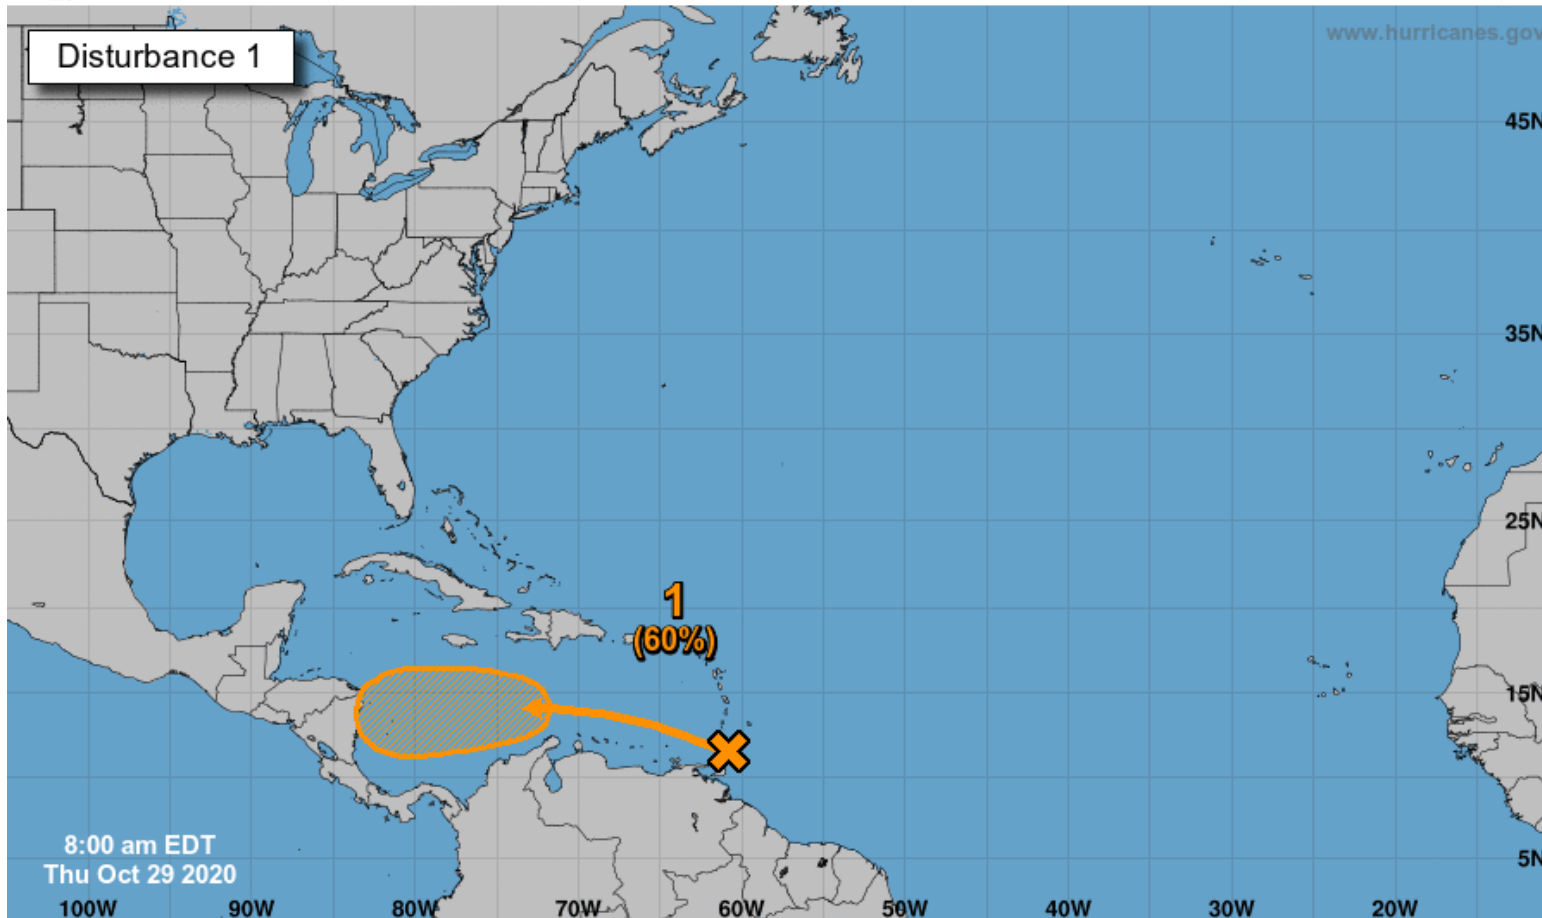 www.hurricanes.gov
Disturbance 1
45N
35N
25N
1
(60%)
15N
8:00 am EDT
Thu Oct 29 2020
5N
100W 90W 80W 70W 60W 50W 40W 30W 20W